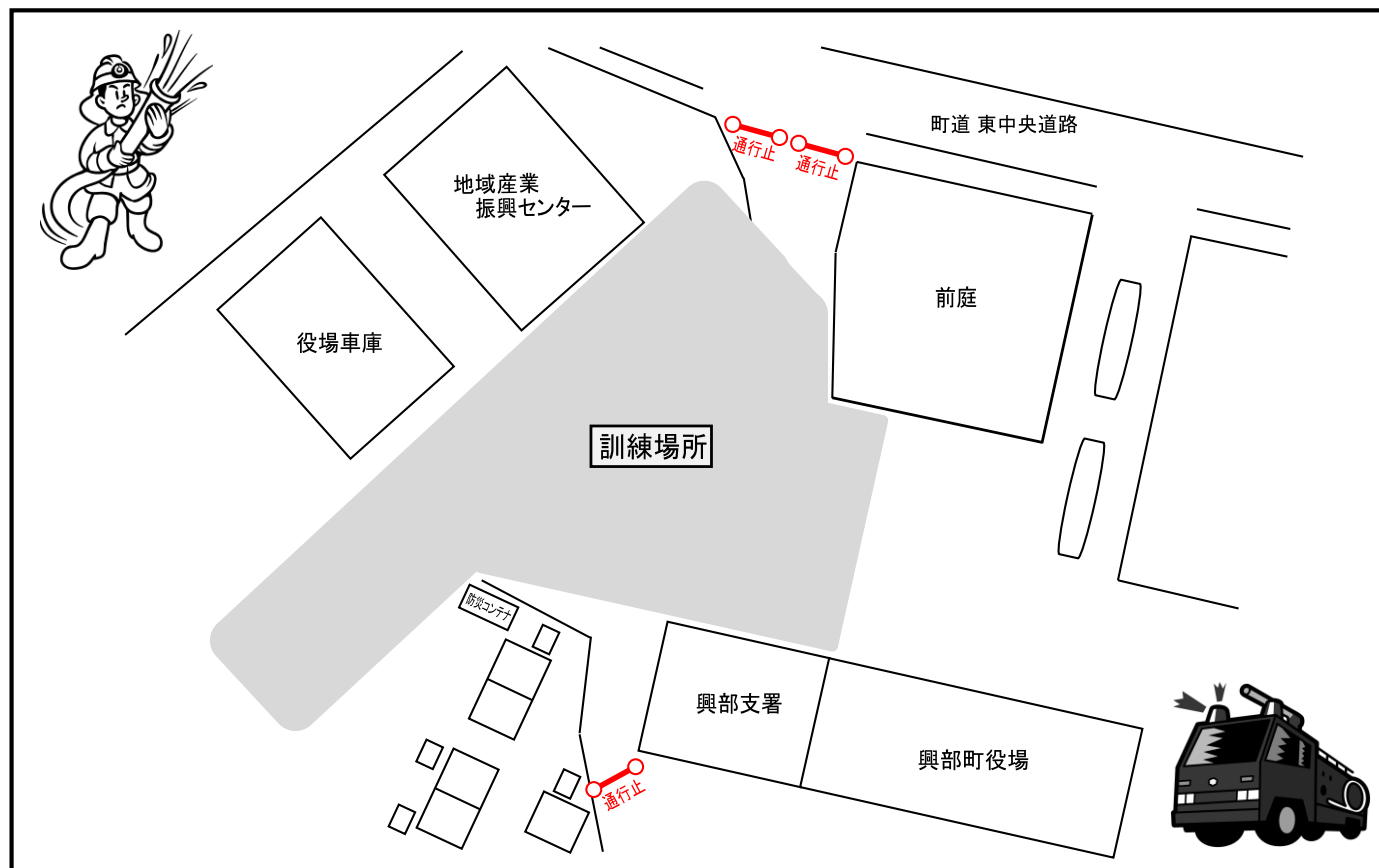 町道 東中央道路
通行止
通行止
地域産業
振興センター
前庭
役場車庫
訓練場所
防災コンテナ
興部支署
興部町役場
通行止